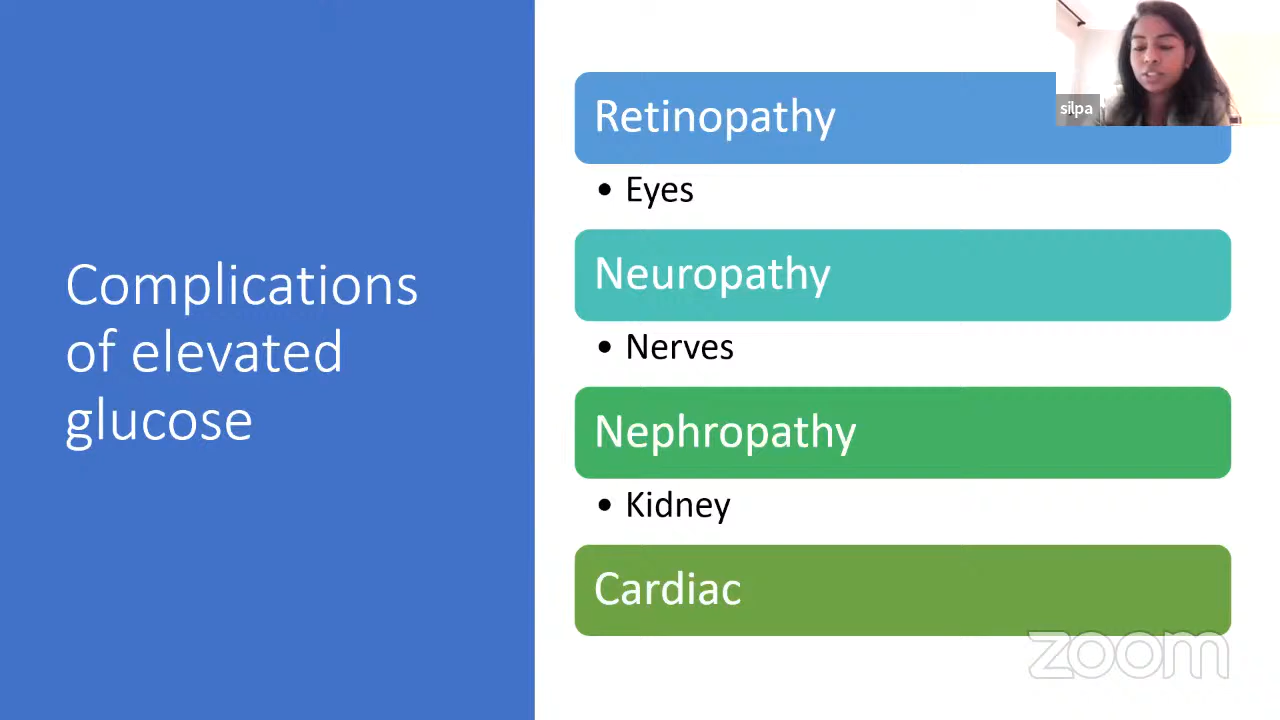 Complications
of elevated
glucose
Retinopathy
• Eyes
Neuropathy
• Nerves
Nephropathy
• Kidney
Cardiac
silpa
zoom